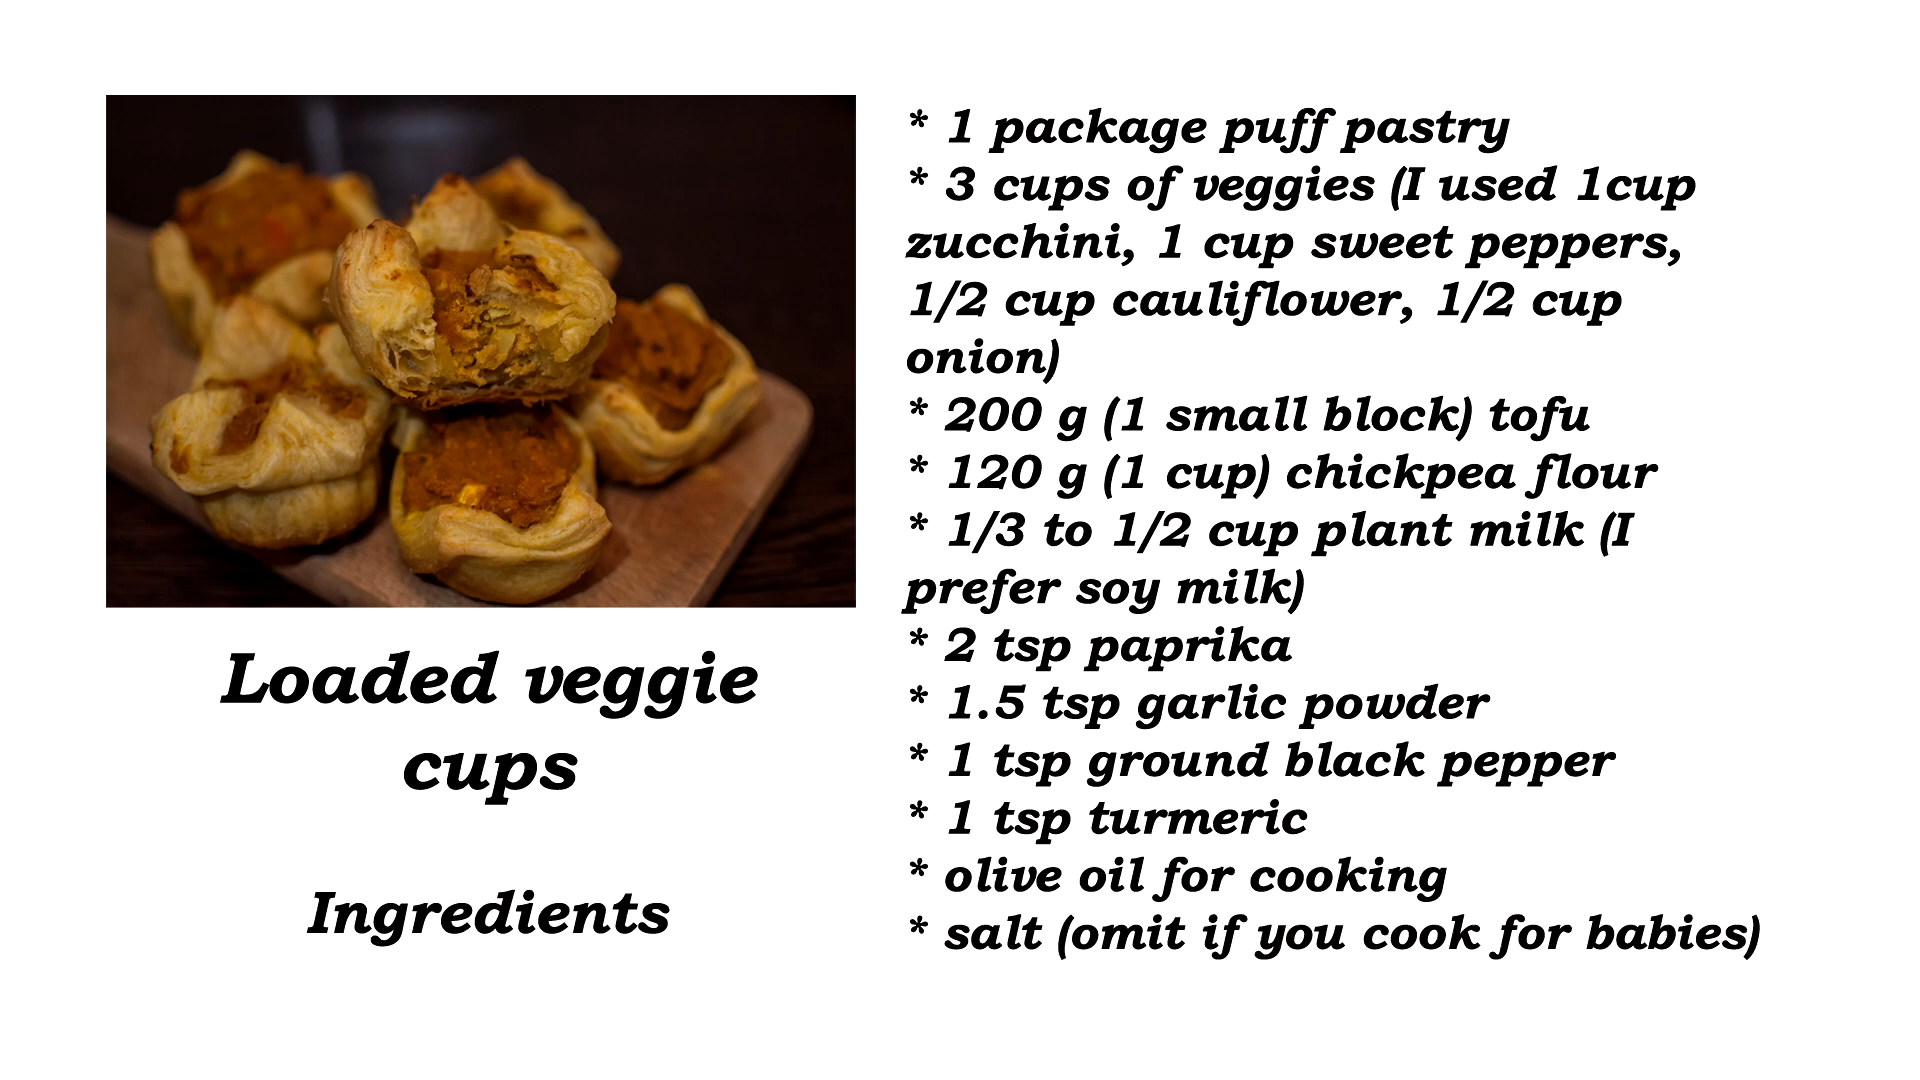 Loaded veggie
cups
Ingredients
* 1 package puff pastry
* 3 cups of veggies (I used 1cup
zucchini, 1 cup sweet peppers,
1/2 cup cauliflower, 1/2 cup
onion)
* 200 g (1 small block) tofu
* 120 g (1 cup) chickpea flour
* 1/3 to 1/2 cup plant milk (I
prefer soy milk)
* 2 tsp paprika
* 1.5 tsp garlic powder
* 1 tsp ground black pepper
* 1 tsp turmeric
* olive oil for cooking
* salt (omit if you cook for babies)